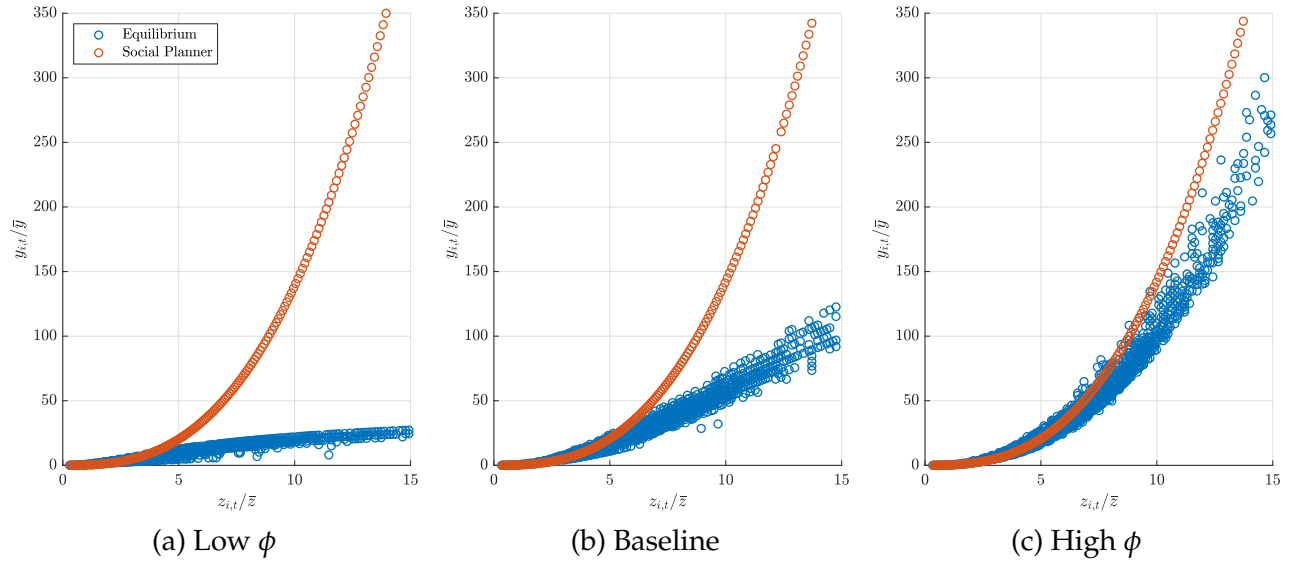 Equilibrium
Social Planner
350
300
250
200
150
100
50
0
y_{i,t}/ȳ
0 5 10 15
z_{i,t}/z̄
(a) Low ϕ
350
300
250
200
150
100
50
0
y_{i,t}/ȳ
0 5 10 15
z_{i,t}/z̄
(b) Baseline
350
300
250
200
150
100
50
0
y_{i,t}/ȳ
0 5 10 15
z_{i,t}/z̄
(c) High ϕ